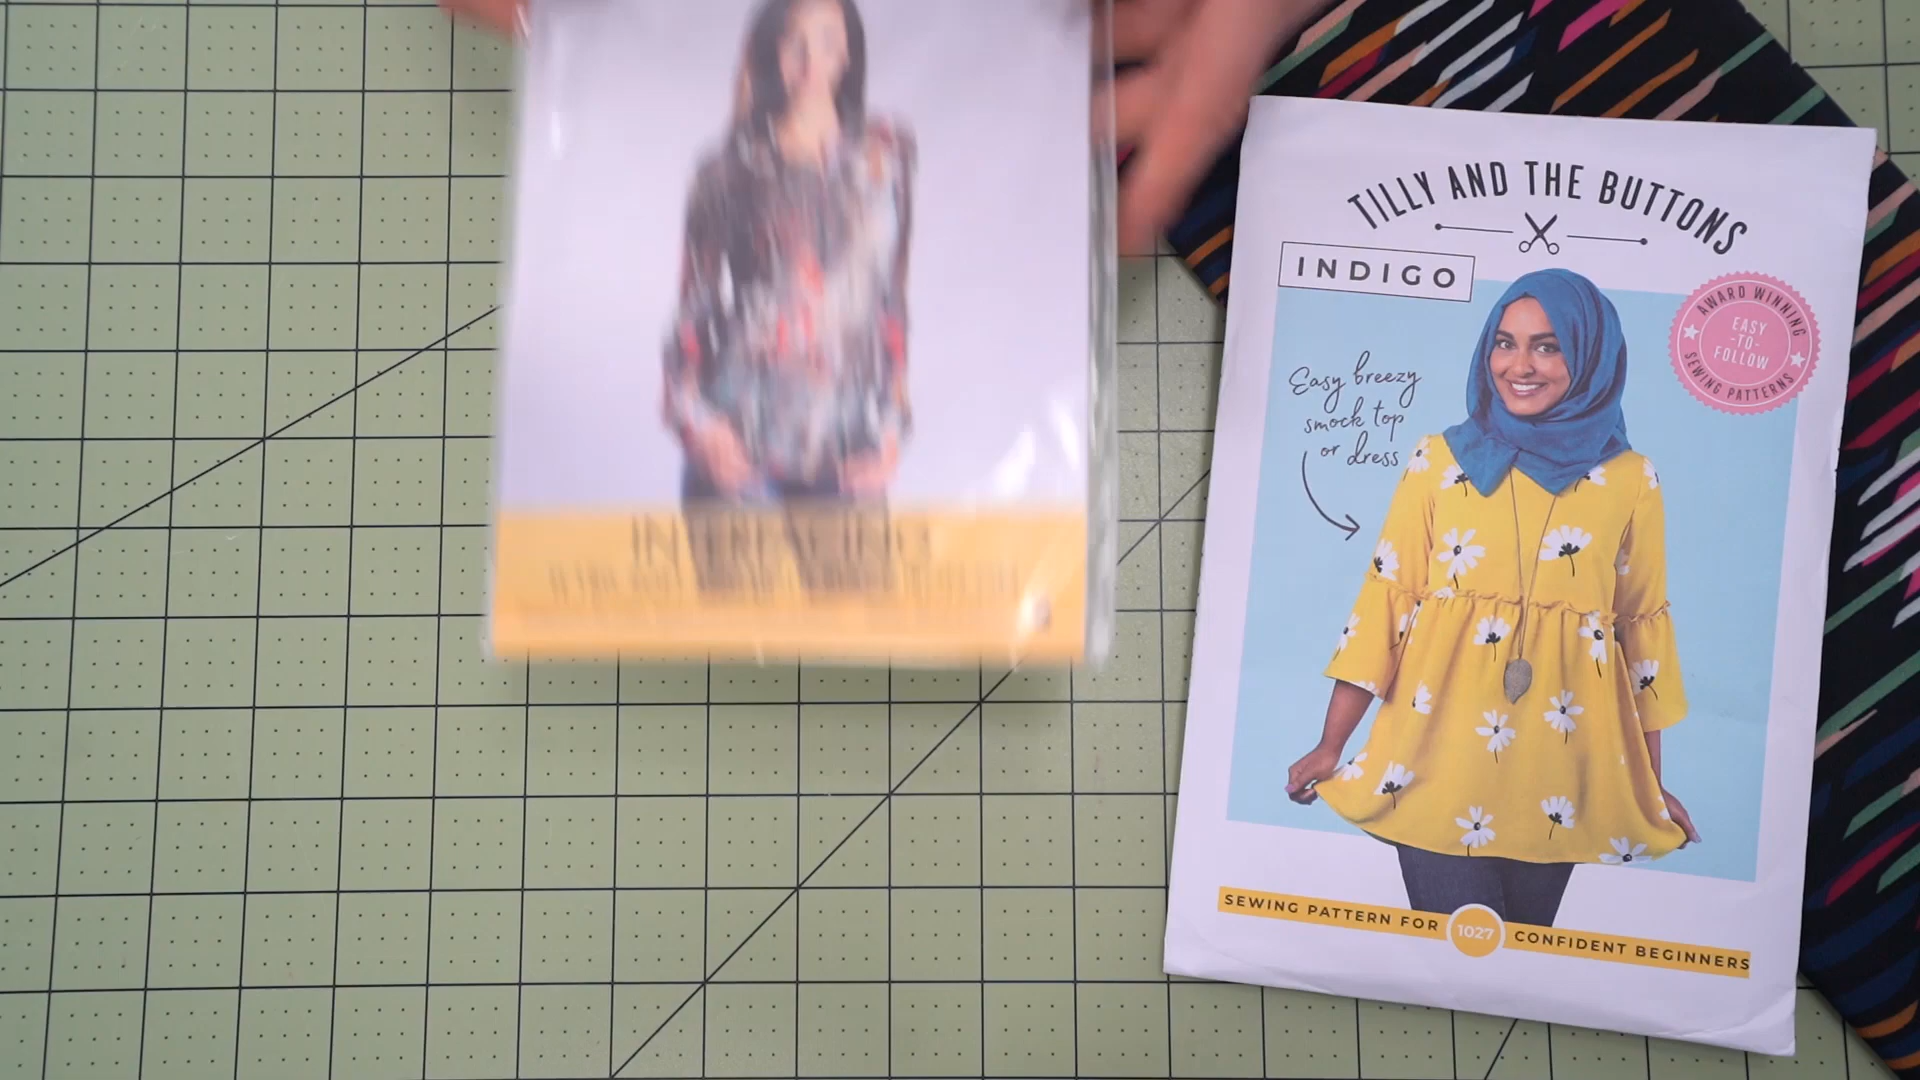 INTERFACING
TILLY AND THE BUTTONS
INDIGO
AWARD WINNING
EASY
-TO-
FOLLOW
SEWING PATTERNS
Easy breezy
smock top
or dress
SEWING PATTERN FOR 1027 CONFIDENT BEGINNERS